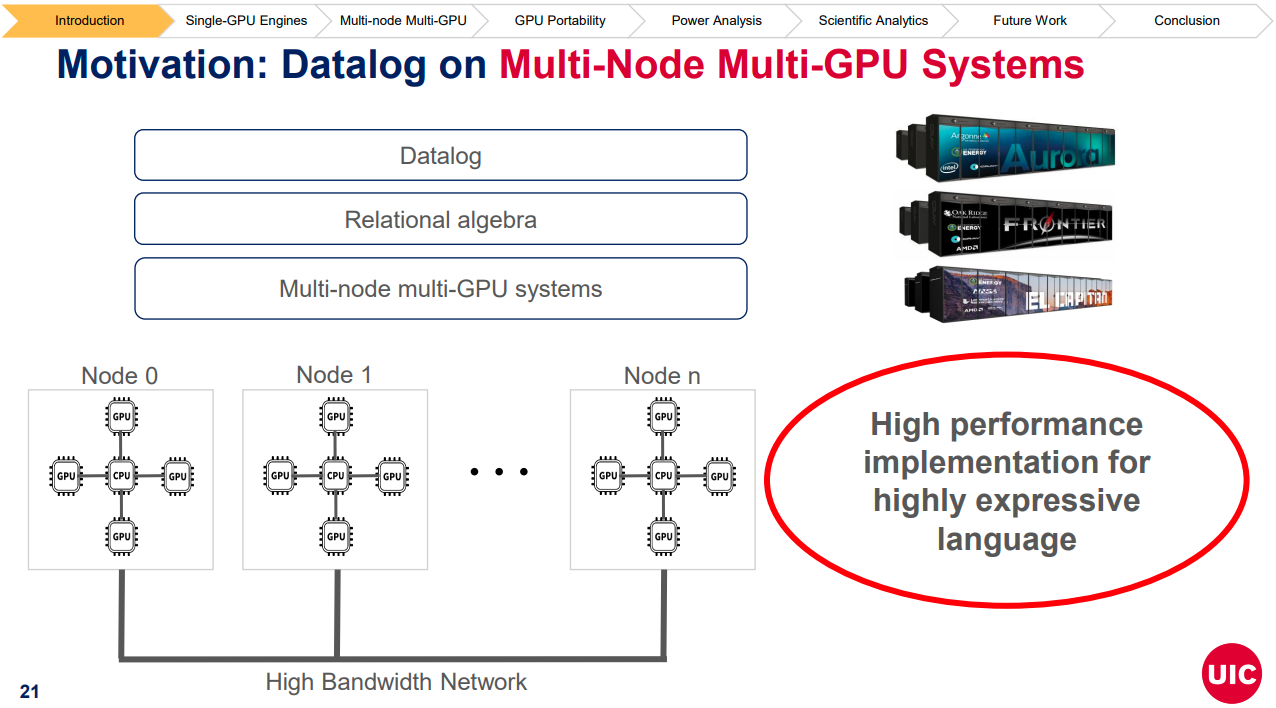 Introduction
Single-GPU Engines
Multi-node Multi-GPU
GPU Portability
Power Analysis
Scientific Analytics
Future Work
Conclusion
Motivation: Datalog on Multi-Node Multi-GPU Systems
Datalog
Relational algebra
Multi-node multi-GPU systems
Argonne
ENERGY
intel
Aurora
OAK RIDGE
ENERGY
AMD
FRONTIER
ENERGY
AMD
EL CAPITAN
Node 0
GPU
GPU CPU GPU
GPU
Node 1
GPU
GPU CPU GPU
GPU
• • •
Node n
GPU
GPU CPU GPU
GPU
High Bandwidth Network
High performance
implementation for
highly expressive
language
21
UIC